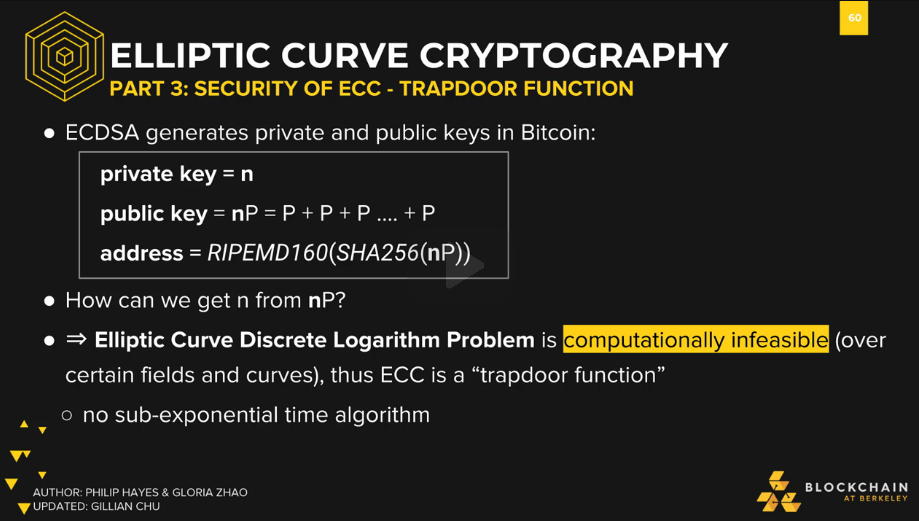 60
ELLIPTIC CURVE CRYPTOGRAPHY
PART 3: SECURITY OF ECC - TRAPDOOR FUNCTION
● ECDSA generates private and public keys in Bitcoin:
private key = n
public key = nP = P + P + P .... + P
address = RIPEMD160(SHA256(nP))
● How can we get n from nP?
● ⇒ Elliptic Curve Discrete Logarithm Problem is computationally infeasible (over
certain fields and curves), thus ECC is a “trapdoor function”
○ no sub-exponential time algorithm
AUTHOR: PHILIP HAYES & GLORIA ZHAO
UPDATED: GILLIAN CHU
BLOCKCHAIN
AT BERKELEY